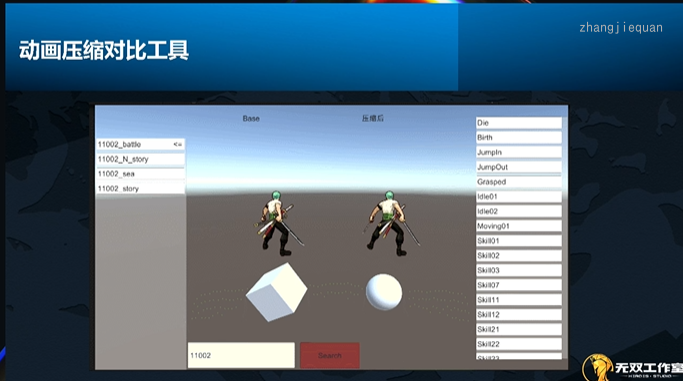 zhangjiequan
动画压缩对比工具
Base
压缩后
11002_battle <=
11002_N_story
11002_sea
11002_story
Die
Birth
JumpIn
JumpOut
Grasped
Idle01
Idle02
Moving01
Skill01
Skill02
Skill03
Skill07
Skill11
Skill12
Skill21
Skill22
Skill23
11002
Search
无双工作室